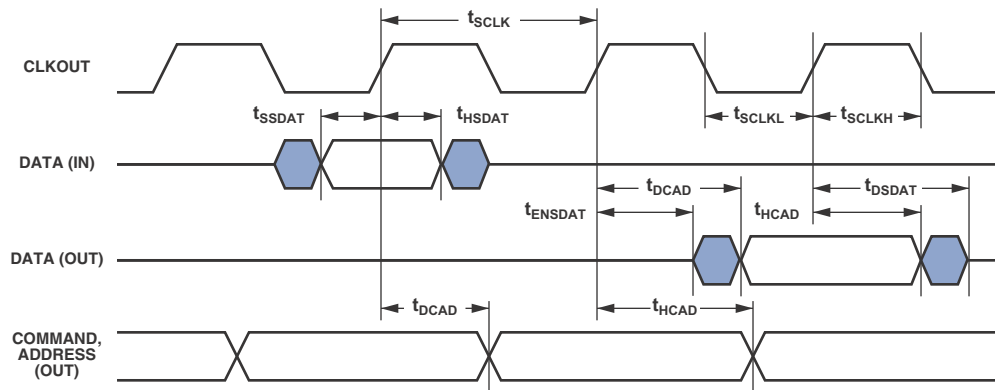 tSCLK
CLKOUT
tSSDAT
tHSDAT
tSCLKL
tSCLKH
DATA (IN)
tDCAD
tDSDAT
tENSDAT
tHCAD
DATA (OUT)
tDCAD
tHCAD
COMMAND,
ADDRESS
(OUT)